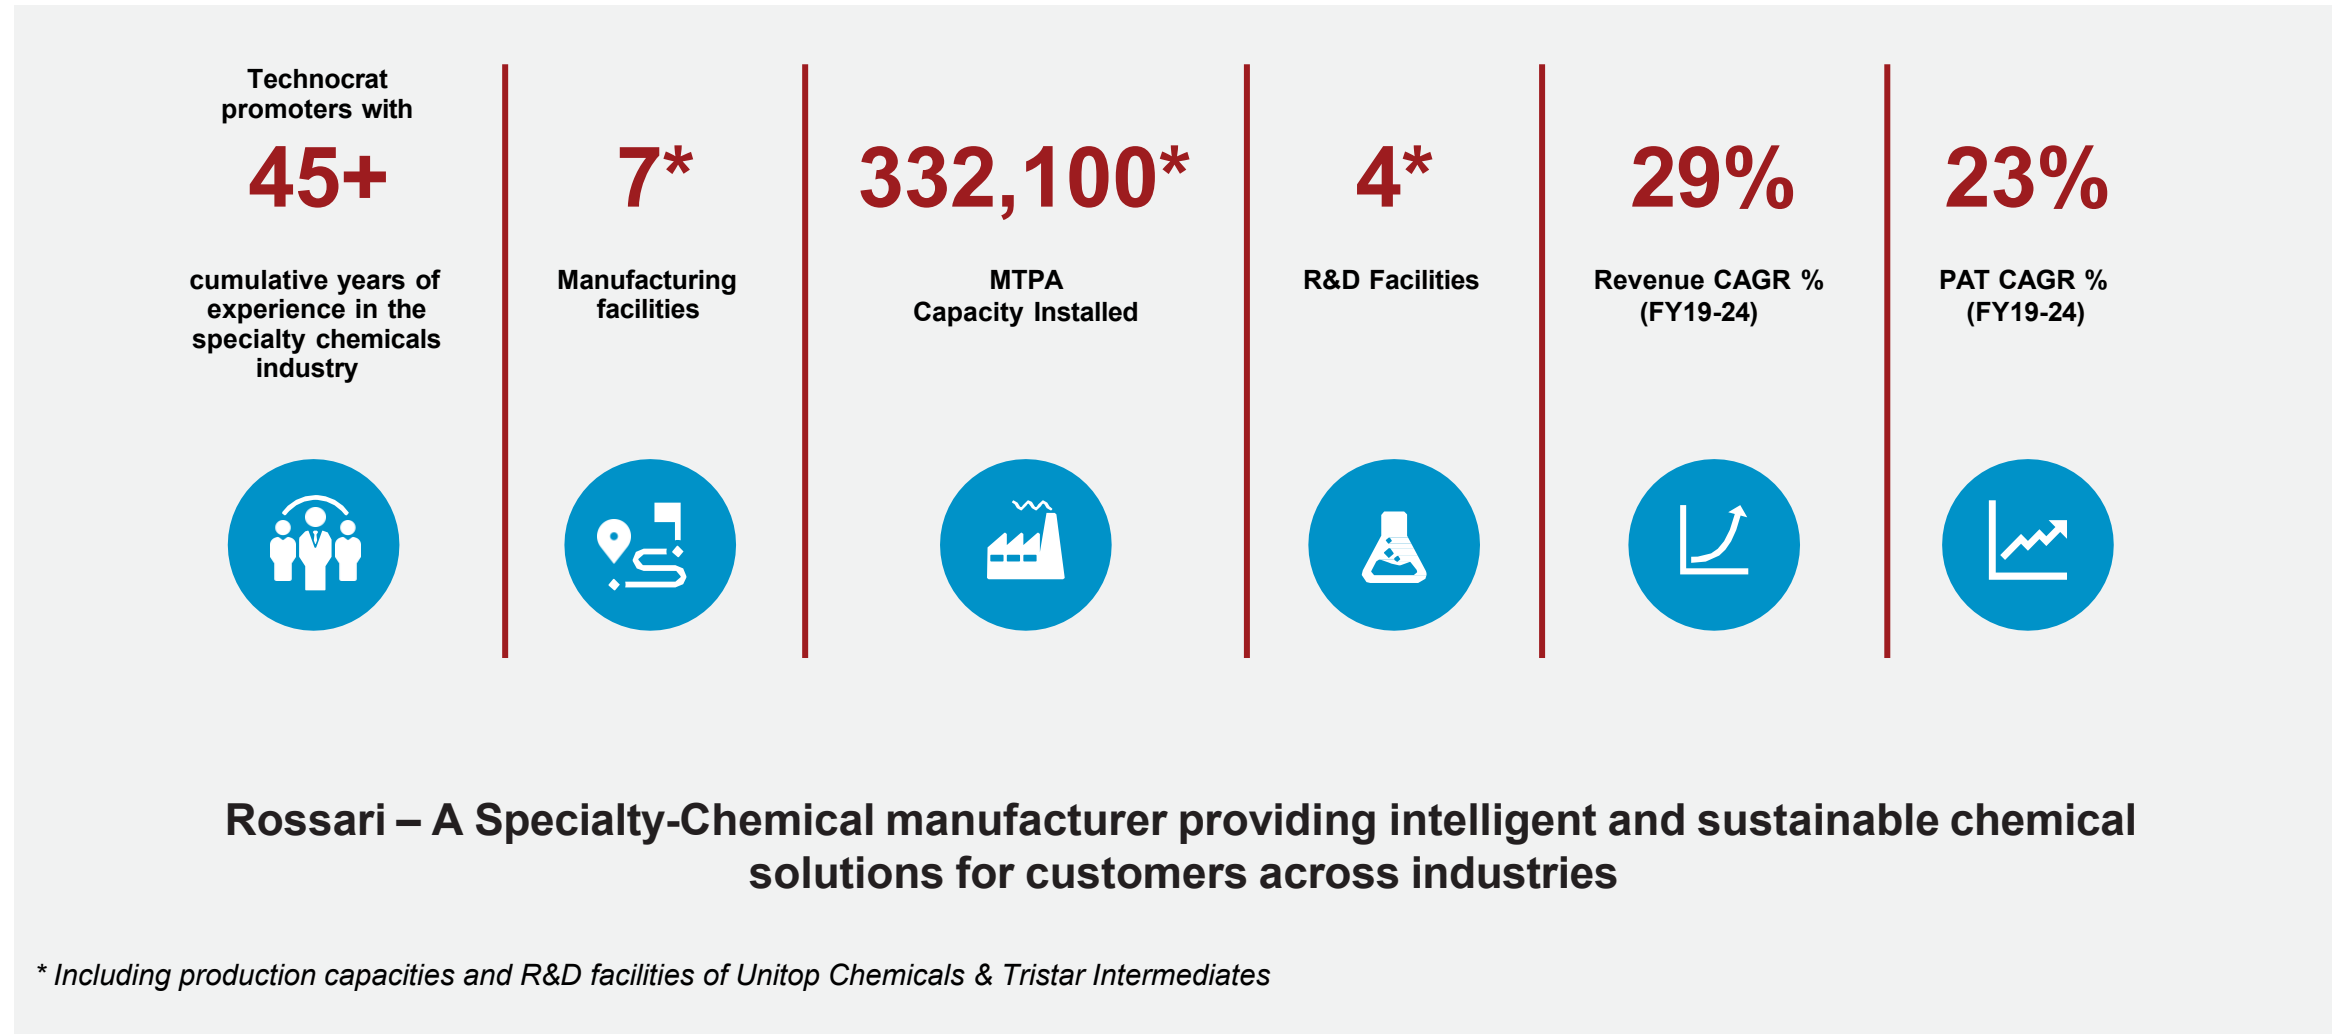 Technocrat
promoters with
45+
cumulative years of
experience in the
specialty chemicals
industry
7*
Manufacturing
facilities
332,100*
MTPA
Capacity Installed
4*
R&D Facilities
29%
Revenue CAGR %
(FY19-24)
23%
PAT CAGR %
(FY19-24)
Rossari – A Specialty-Chemical manufacturer providing intelligent and sustainable chemical
solutions for customers across industries
* Including production capacities and R&D facilities of Unitop Chemicals & Tristar Intermediates